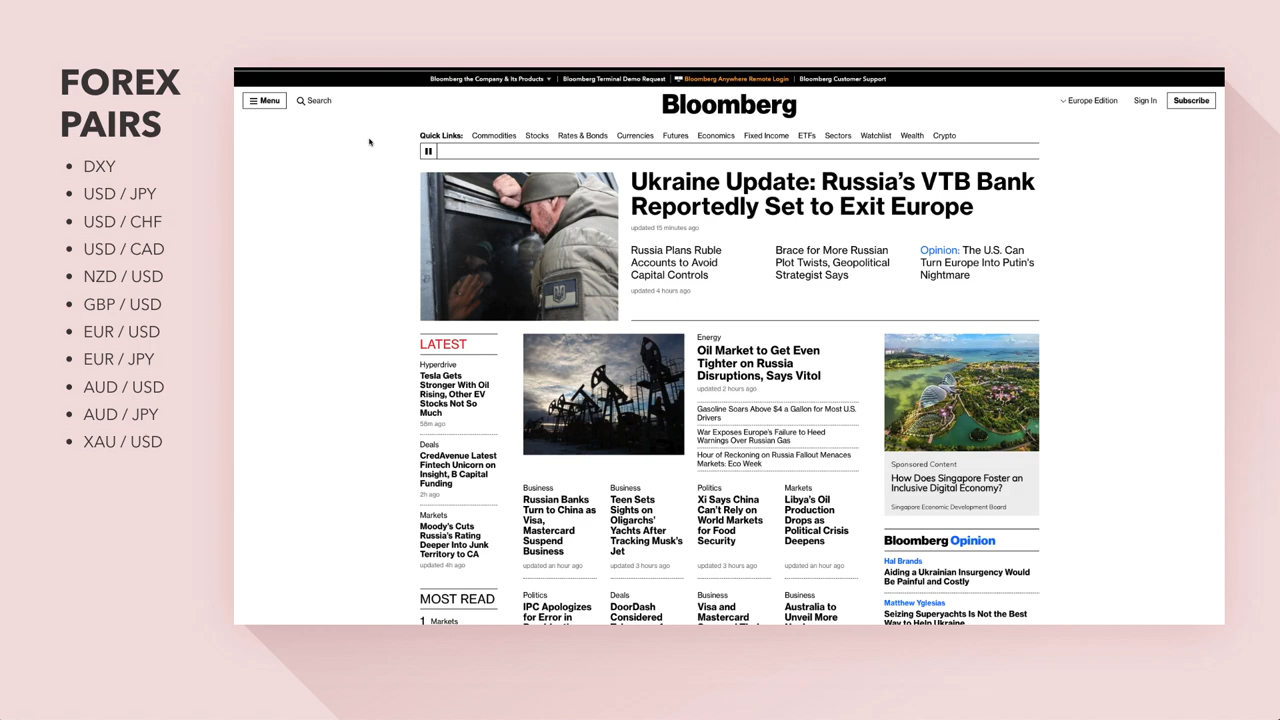 FOREX
PAIRS
DXY
USD / JPY
USD / CHF
USD / CAD
NZD / USD
GBP / USD
EUR / USD
EUR / JPY
AUD / USD
AUD / JPY
XAU / USD
Bloomberg the Company & Its Products | Bloomberg Terminal Demo Request | Bloomberg Anywhere Remote Login | Bloomberg Customer Support
Menu Search
Bloomberg
Europe Edition Sign In Subscribe
Quick Links: Commodities Stocks Rates & Bonds Currencies Futures Economics Fixed Income ETFs Sectors Watchlist Wealth Crypto
Ukraine Update: Russia's VTB Bank
Reportedly Set to Exit Europe
updated 15 minutes ago
Russia Plans Ruble
Accounts to Avoid
Capital Controls
updated 4 hours ago
Brace for More Russian
Plot Twists, Geopolitical
Strategist Says
Opinion: The U.S. Can
Turn Europe Into Putin's
Nightmare
LATEST
Hyperdrive
Tesla Gets
Stronger With Oil
Rising, Other EV
Stocks Not So
Much
58m ago
Deals
CredAvenue Latest
Fintech Unicorn on
Insight, B Capital
Funding
2h ago
Markets
Moody's Cuts
Russia's Rating
Deeper Into Junk
Territory to CA
updated 4h ago
MOST READ
1 Markets
Energy
Oil Market to Get Even
Tighter on Russia
Disruptions, Says Vitol
updated 2 hours ago
Gasoline Soars Above $4 a Gallon for Most U.S.
Drivers
War Exposes Europe's Failure to Heed
Warnings Over Russian Gas
Hour of Reckoning on Russia Fallout Menaces
Markets: Eco Week
Business
Russian Banks
Turn to China as
Visa,
Mastercard
Suspend
Business
updated an hour ago
Business
Teen Sets
Sights on
Oligarchs'
Yachts After
Tracking Musk's
Jet
updated 3 hours ago
Politics
Xi Says China
Can't Rely on
World Markets
for Food
Security
updated 3 hours ago
Markets
Libya's Oil
Production
Drops as
Political Crisis
Deepens
updated an hour ago
Politics
IPC Apologizes
for Error in
Deals
DoorDash
Considered
Business
Visa and
Mastercard
Business
Australia to
Unveil More
Sponsored Content
How Does Singapore Foster an
Inclusive Digital Economy?
Singapore Economic Development Board
Bloomberg Opinion
Hal Brands
Aiding a Ukrainian Insurgency Would
Be Painful and Costly
Matthew Yglesias
Seizing Superyachts Is Not the Best
Way to Help Ukraine